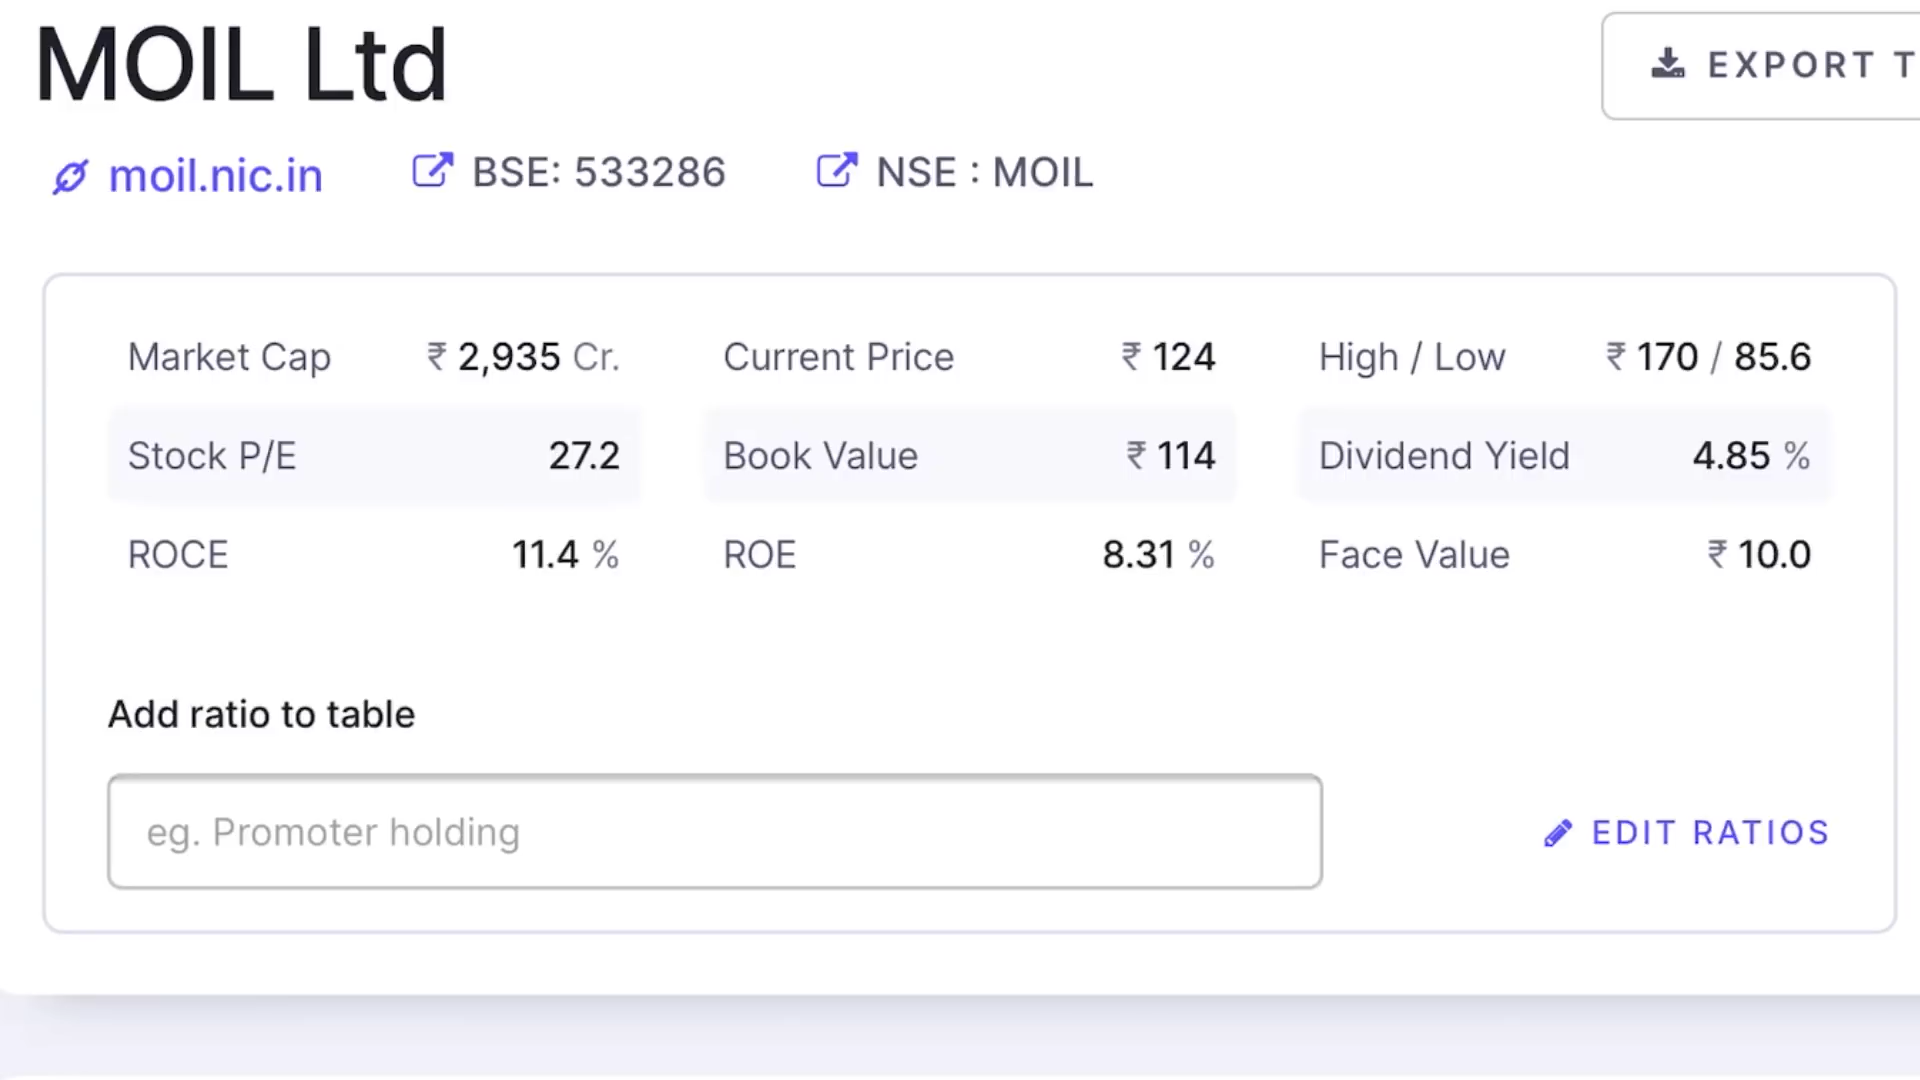 MOIL Ltd
EXPORT T
moil.nic.in
BSE: 533286
NSE : MOIL
Market Cap ₹ 2,935 Cr.
Current Price ₹ 124
High / Low ₹ 170 / 85.6
Stock P/E 27.2
Book Value ₹ 114
Dividend Yield 4.85 %
ROCE 11.4 %
ROE 8.31 %
Face Value ₹ 10.0
Add ratio to table
eg. Promoter holding
EDIT RATIOS